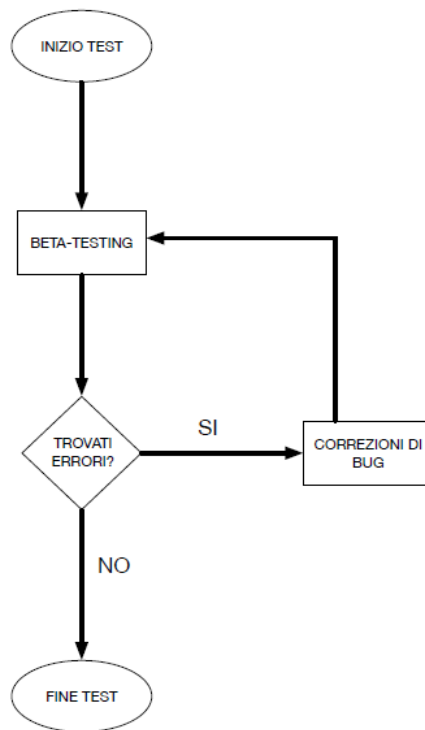 INIZIO TEST
BETA-TESTING
TROVATI
ERRORI?
SI
CORREZIONI DI
BUG
NO
FINE TEST